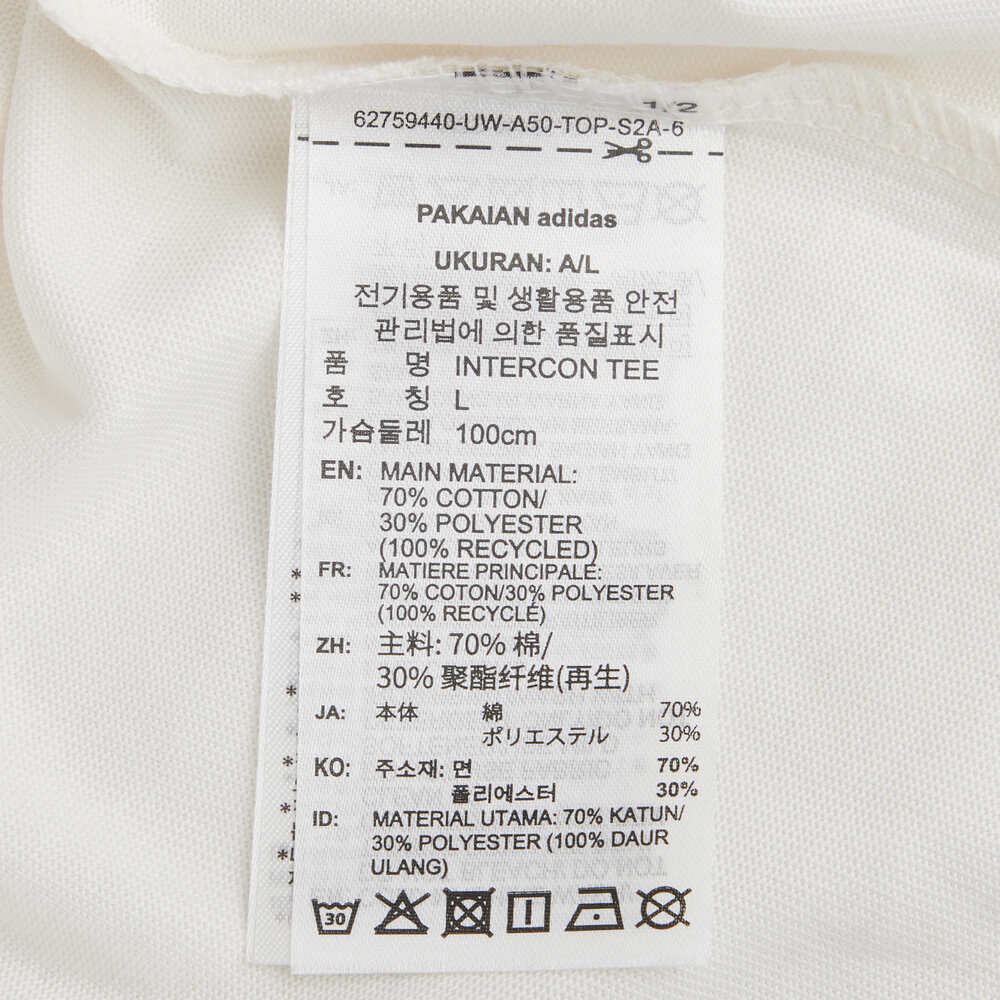 1/2
62759440-UW-A50-TOP-S2A-6
PAKAIAN adidas
UKURAN: A/L
전기용품 및 생활용품 안전
관리법에 의한 품질표시
품 명 INTERCON TEE
호 칭 L
가슴둘레 100cm
EN: MAIN MATERIAL:
70% COTTON/
30% POLYESTER
(100% RECYCLED)
FR: MATIERE PRINCIPALE:
70% COTON/30% POLYESTER
(100% RECYCLÉ)
ZH: 主料: 70% 棉/
30% 聚酯纤维(再生)
JA: 本体 綿 70%
ポリエステル 30%
KO: 주소재: 면 70%
폴리에스터 30%
ID: MATERIAL UTAMA: 70% KATUN/
30% POLYESTER (100% DAUR
ULANG)
30